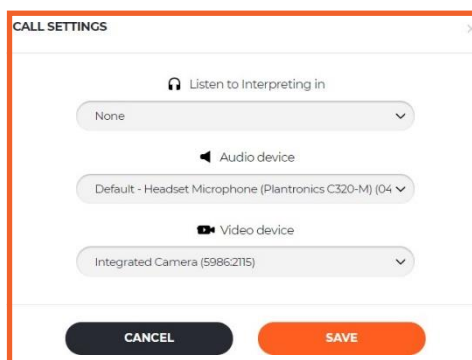 CALL SETTINGS
Listen to Interpreting in
None
Audio device
Default - Headset Microphone (Plantronics C320-M) (04
Video device
Integrated Camera (5986:2115)
CANCEL
SAVE